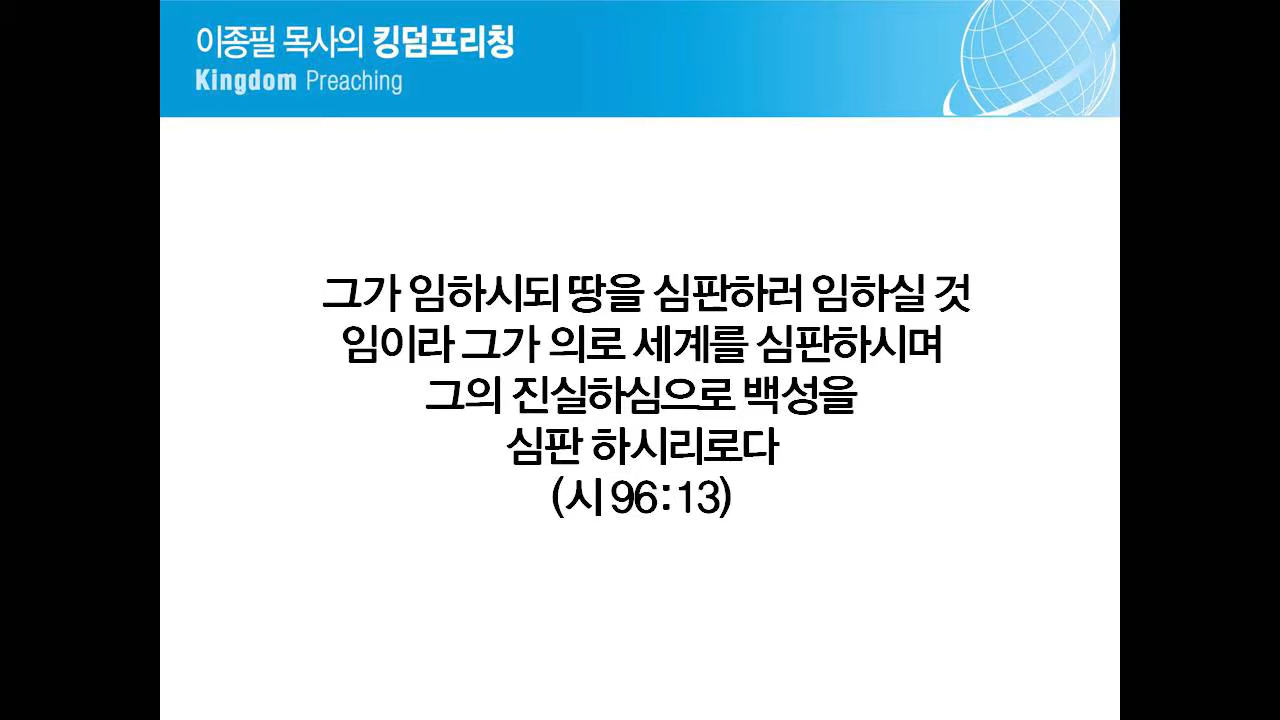 이종필 목사의 킹덤프리칭
Kingdom Preaching
그가 임하시되 땅을 심판하러 임하실 것
임이라 그가 의로 세계를 심판하시며
그의 진실하심으로 백성을
심판 하시리로다
(시 96:13)